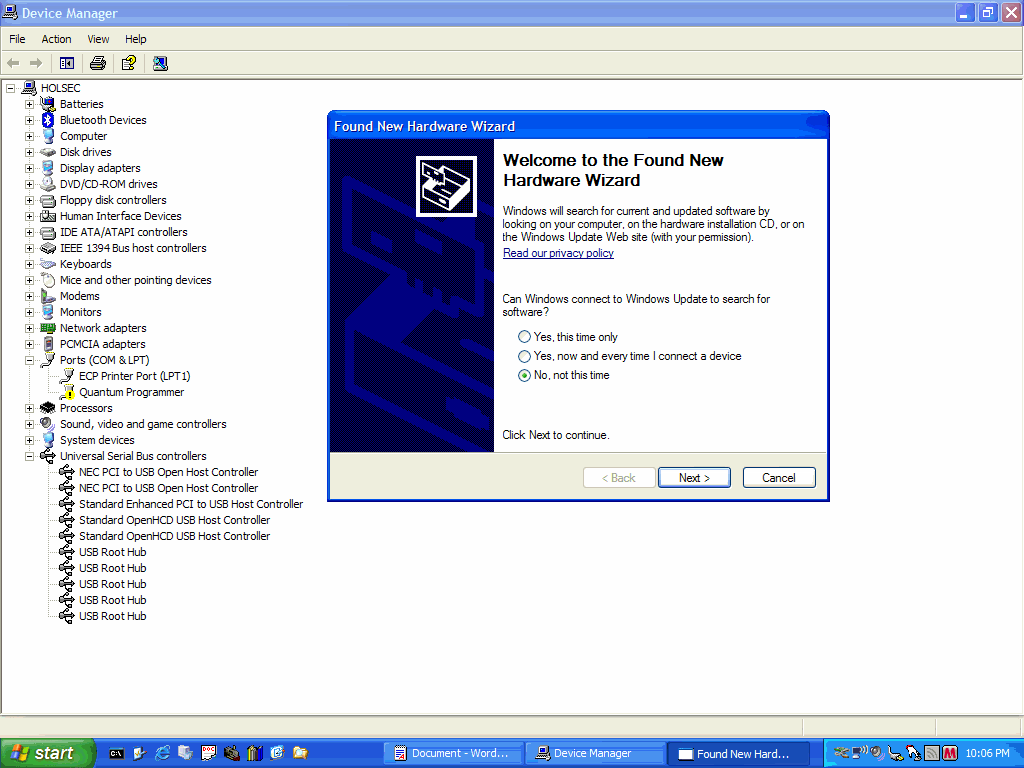 Device Manager
File Action View Help
HOLSEC
Batteries
Bluetooth Devices
Computer
Disk drives
Display adapters
DVD/CD-ROM drives
Floppy disk controllers
Human Interface Devices
IDE ATA/ATAPI controllers
IEEE 1394 Bus host controllers
Keyboards
Mice and other pointing devices
Modems
Monitors
Network adapters
PCMCIA adapters
Ports (COM & LPT)
ECP Printer Port (LPT1)
Quantum Programmer
Processors
Sound, video and game controllers
System devices
Universal Serial Bus controllers
NEC PCI to USB Open Host Controller
NEC PCI to USB Open Host Controller
Standard Enhanced PCI to USB Host Controller
Standard OpenHCD USB Host Controller
Standard OpenHCD USB Host Controller
USB Root Hub
USB Root Hub
USB Root Hub
USB Root Hub
USB Root Hub
Found New Hardware Wizard
Welcome to the Found New
Hardware Wizard
Windows will search for current and updated software by
looking on your computer, on the hardware installation CD, or on
the Windows Update Web site (with your permission).
Read our privacy policy
Can Windows connect to Windows Update to search for
software?
Yes, this time only
Yes, now and every time I connect a device
No, not this time
Click Next to continue.
< Back Next > Cancel
start Document - Word... Device Manager Found New Hard... 10:06 PM